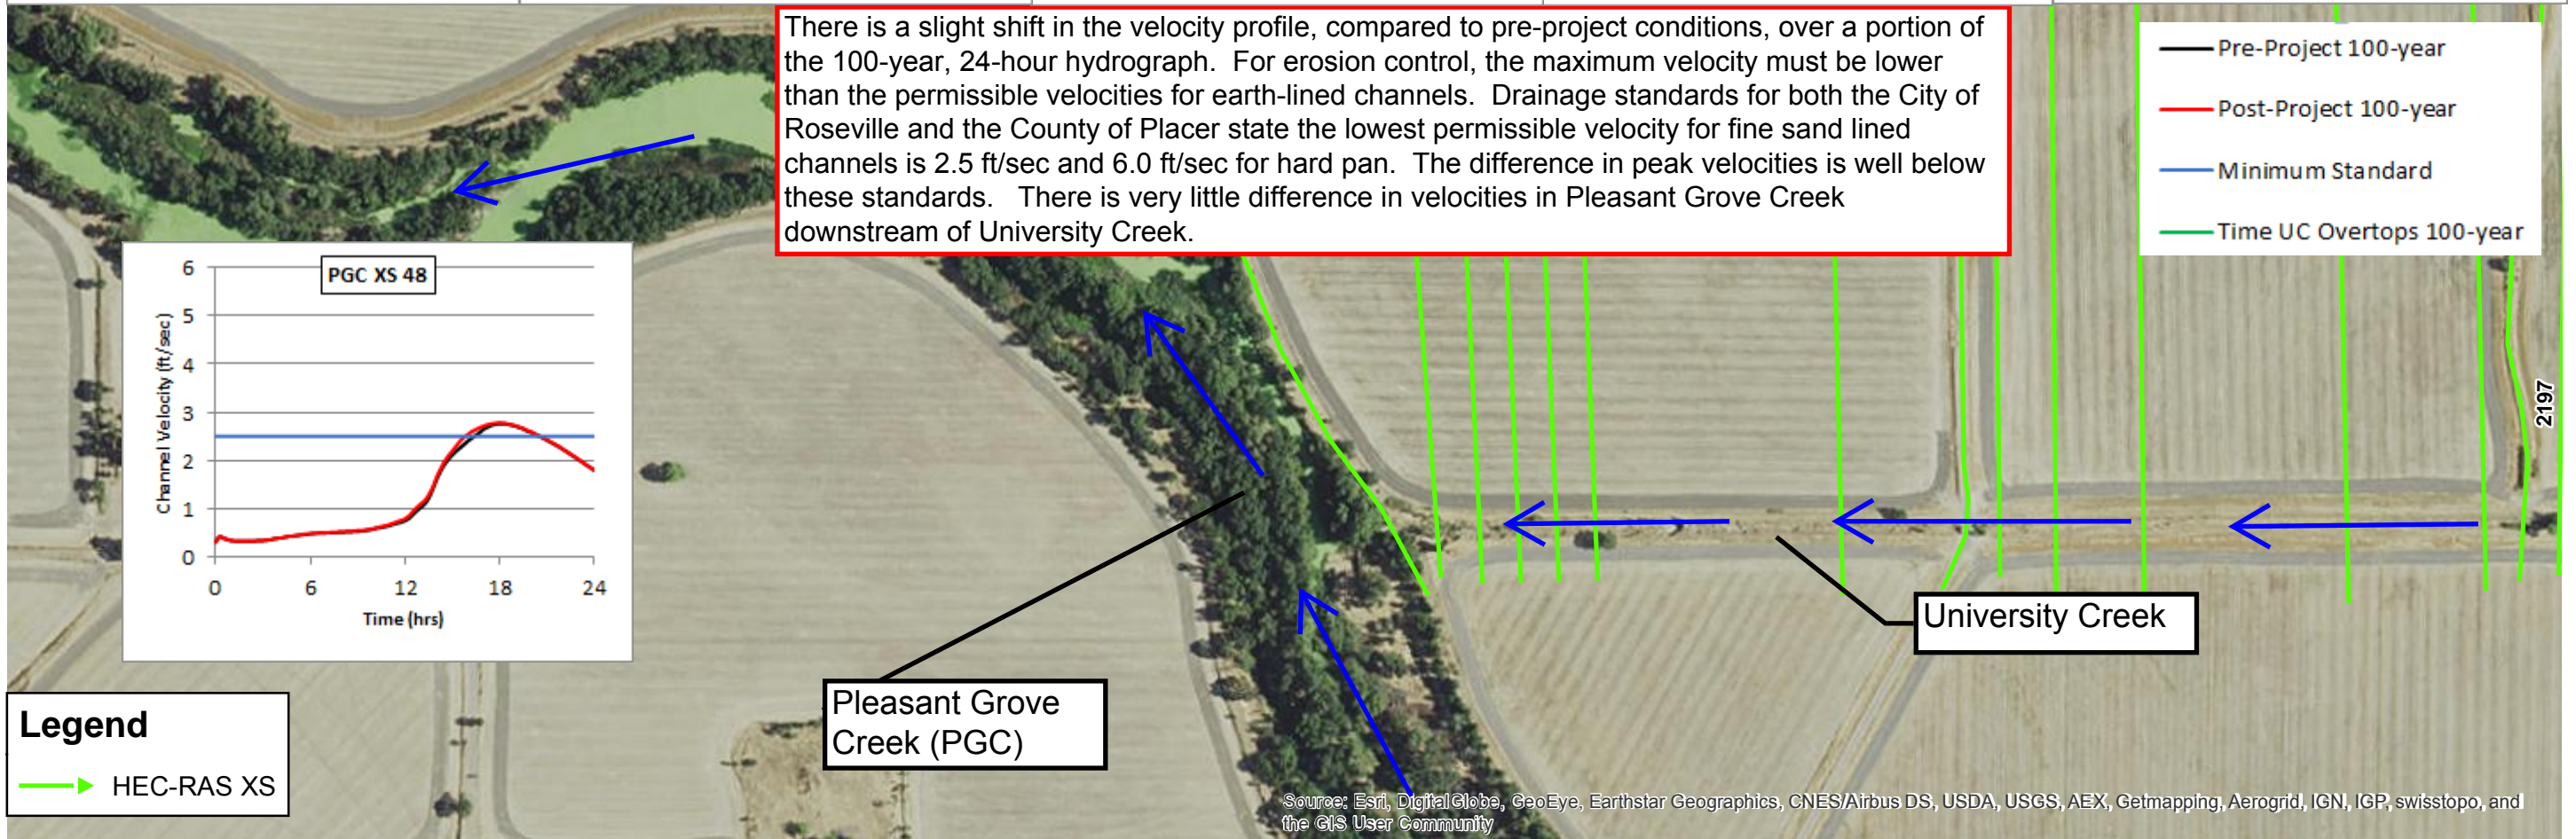 There is a slight shift in the velocity profile, compared to pre-project conditions, over a portion of
the 100-year, 24-hour hydrograph.  For erosion control, the maximum velocity must be lower
than the permissible velocities for earth-lined channels.  Drainage standards for both the City of
Roseville and the County of Placer state the lowest permissible velocity for fine sand lined
channels is 2.5 ft/sec and 6.0 ft/sec for hard pan.  The difference in peak velocities is well below
these standards.   There is very little difference in velocities in Pleasant Grove Creek
downstream of University Creek.
Pre-Project 100-year
Post-Project 100-year
Minimum Standard
Time UC Overtops 100-year
PGC XS 48
Channel Velocity (ft/sec)
6
5
4
3
2
1
0
0 6 12 18 24
Time (hrs)
2197
University Creek
Pleasant Grove
Creek (PGC)
Legend
HEC-RAS XS
Source: Esri, DigitalGlobe, GeoEye, Earthstar Geographics, CNES/Airbus DS, USDA, USGS, AEX, Getmapping, Aerogrid, IGN, IGP, swisstopo, and
the GIS User Community